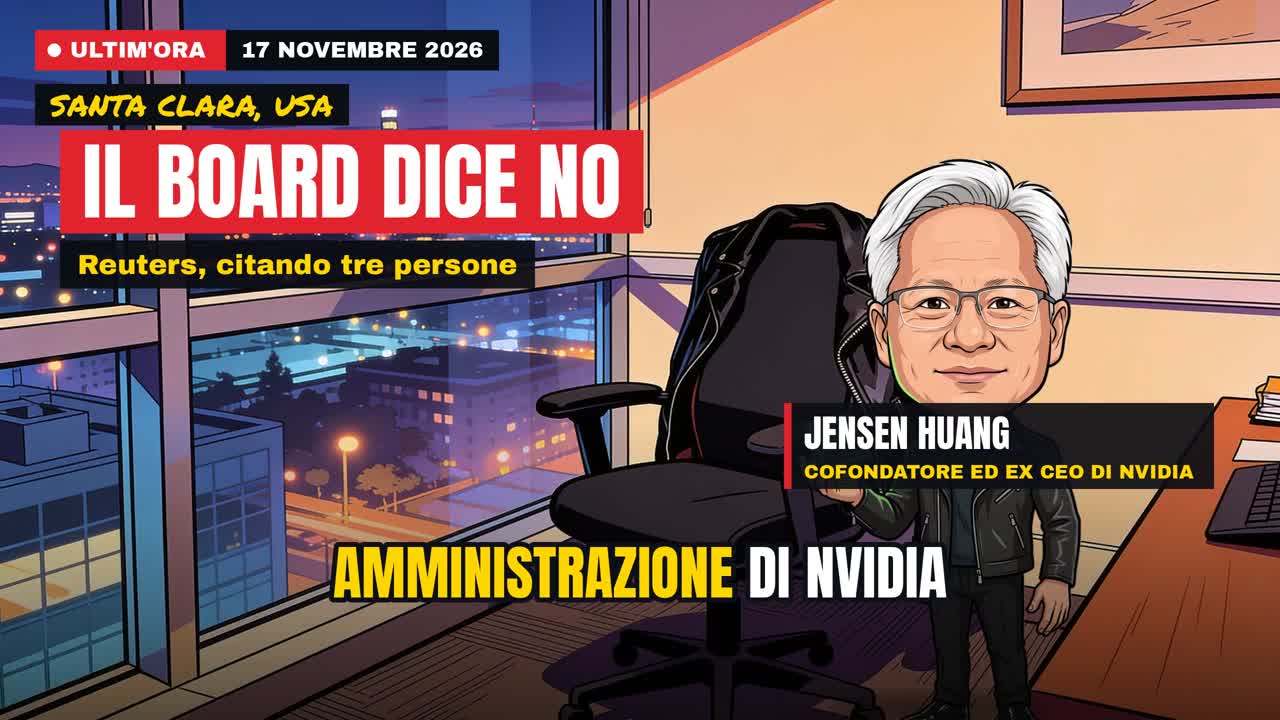 ULTIM'ORA
17 NOVEMBRE 2026
SANTA CLARA, USA
IL BOARD DICE NO
Reuters, citando tre persone
JENSEN HUANG
COFONDATORE ED EX CEO DI NVIDIA
AMMINISTRAZIONE DI NVIDIA